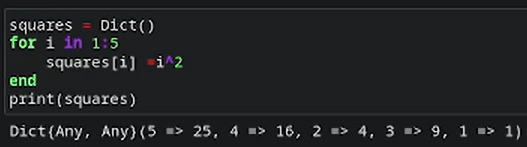 squares = Dict()
for i in 1:5
    squares[i] =i^2
end
print(squares)
Dict{Any, Any}(5 => 25, 4 => 16, 2 => 4, 3 => 9, 1 => 1)